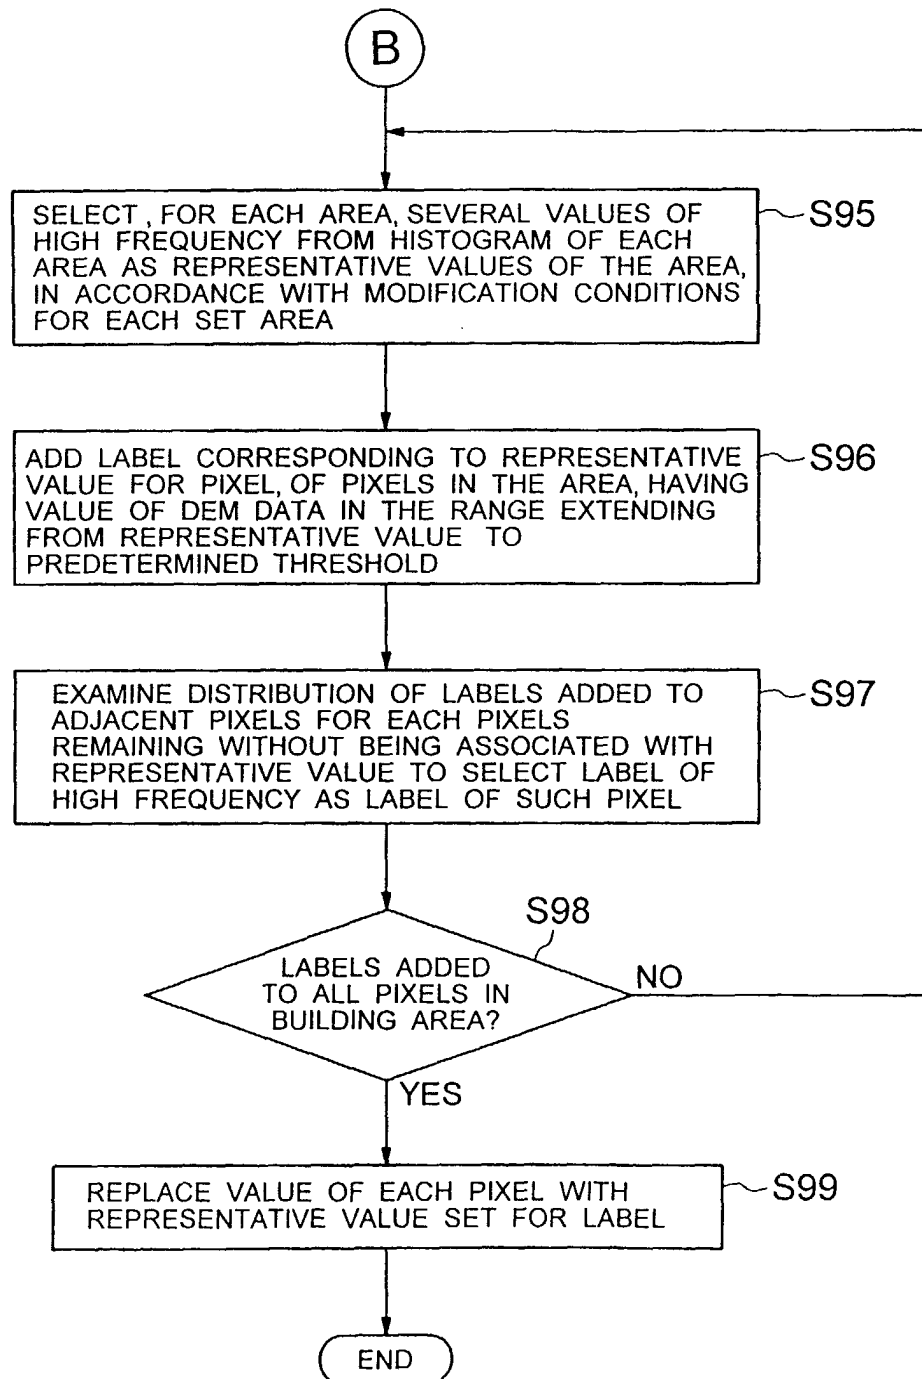 B
SELECT, FOR EACH AREA, SEVERAL VALUES OF
HIGH FREQUENCY FROM HISTOGRAM OF EACH
AREA AS REPRESENTATIVE VALUES OF THE AREA,
IN ACCORDANCE WITH MODIFICATION CONDITIONS
FOR EACH SET AREA
S95
ADD LABEL CORRESPONDING TO REPRESENTATIVE
VALUE FOR PIXEL, OF PIXELS IN THE AREA, HAVING
VALUE OF DEM DATA IN THE RANGE EXTENDING
FROM REPRESENTATIVE VALUE TO
PREDETERMINED THRESHOLD
S96
EXAMINE DISTRIBUTION OF LABELS ADDED TO
ADJACENT PIXELS FOR EACH PIXELS
REMAINING WITHOUT BEING ASSOCIATED WITH
REPRESENTATIVE VALUE TO SELECT LABEL OF
HIGH FREQUENCY AS LABEL OF SUCH PIXEL
S97
S98
LABELS ADDED
TO ALL PIXELS IN
BUILDING AREA?
NO
YES
REPLACE VALUE OF EACH PIXEL WITH
REPRESENTATIVE VALUE SET FOR LABEL
S99
END